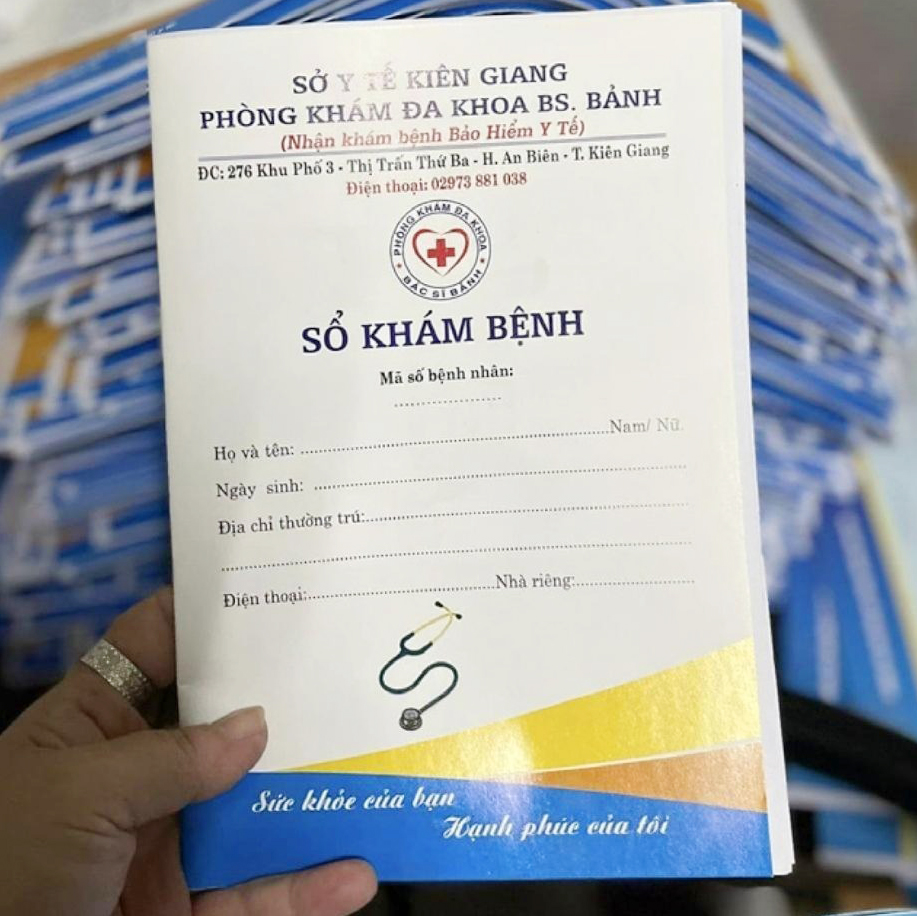 SỞ Y TẾ KIÊN GIANG
PHÒNG KHÁM ĐA KHOA BS. BẢNH
(Nhận khám bệnh Bảo Hiểm Y Tế)
ĐC: 276 Khu Phố 3 - Thị Trấn Thứ Ba - H. An Biên - T. Kiên Giang
Điện thoại: 02973 881 038
PHÒNG KHÁM ĐA KHOA
BÁC SĨ BẢNH
SỔ KHÁM BỆNH
Mã số bệnh nhân:
....................
Họ và tên: ............................................................Nam/ Nữ.
Ngày sinh: ............................................................
Địa chỉ thường trú:............................................................
........................................................................................
Điện thoại:....................................Nhà riêng:........................
Sức khỏe của bạn
Hạnh phúc của tôi